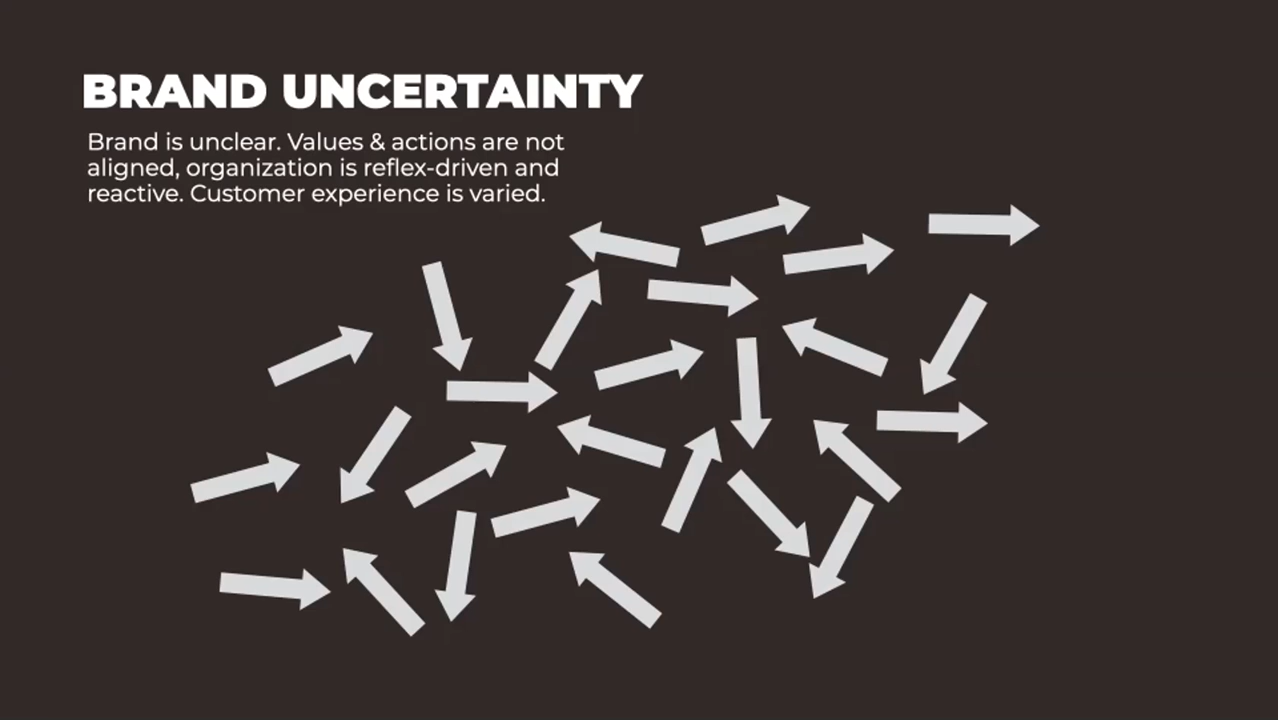 BRAND UNCERTAINTY
Brand is unclear. Values & actions are not
aligned, organization is reflex-driven and
reactive. Customer experience is varied.